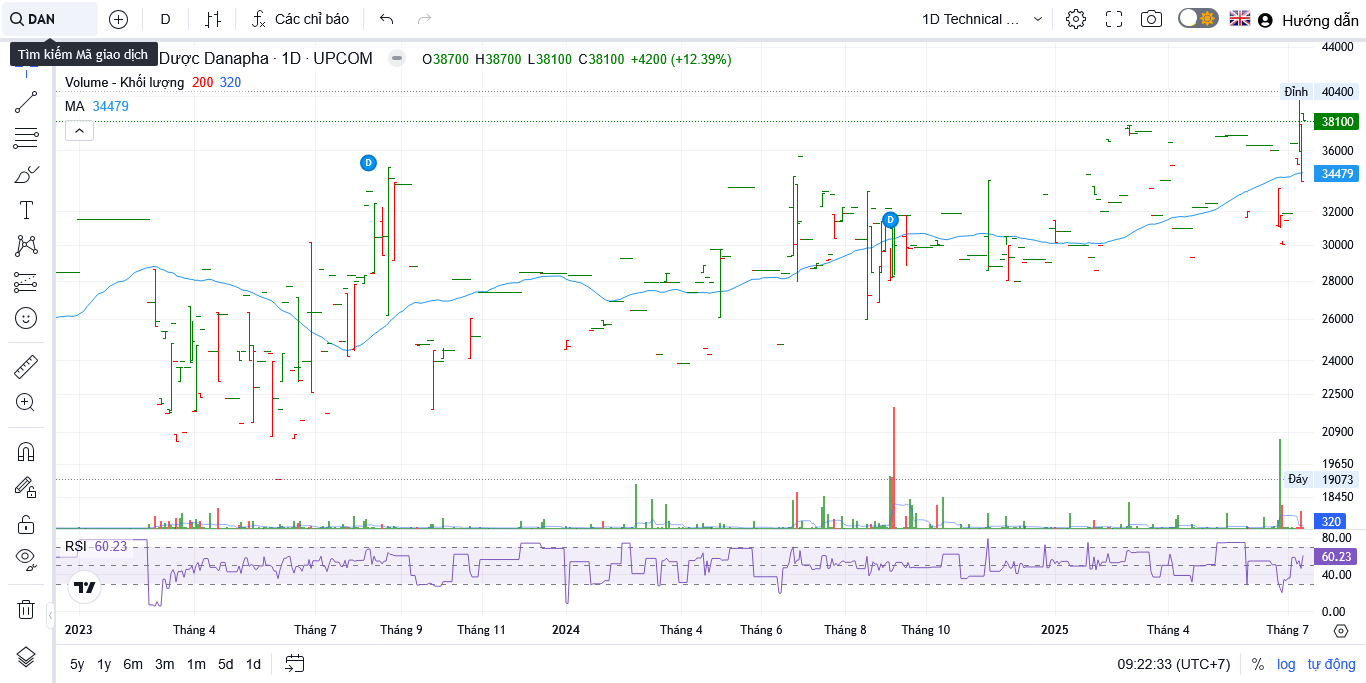 DAN
D
Các chỉ báo
1D Technical ...
Hướng dẫn
Tìm kiếm Mã giao dịch
Dược Danapha · 1D · UPCOM
O38700 H38700 L38100 C38100 +4200 (+12.39%)
Volume - Khối lượng 200 320
MA 34479
44000
Đỉnh 40400
38100
36000
34479
32000
30000
28000
26000
24000
22500
20900
19650
Đáy 19073
18450
320
D
D
RSI 60.23
80.00
60.23
40.00
0.00
2023 Tháng 4 Tháng 7 Tháng 9 Tháng 11 2024 Tháng 4 Tháng 6 Tháng 8 Tháng 10 2025 Tháng 4 Tháng 7
5y 1y 6m 3m 1m 5d 1d
09:22:33 (UTC+7) % log tự động